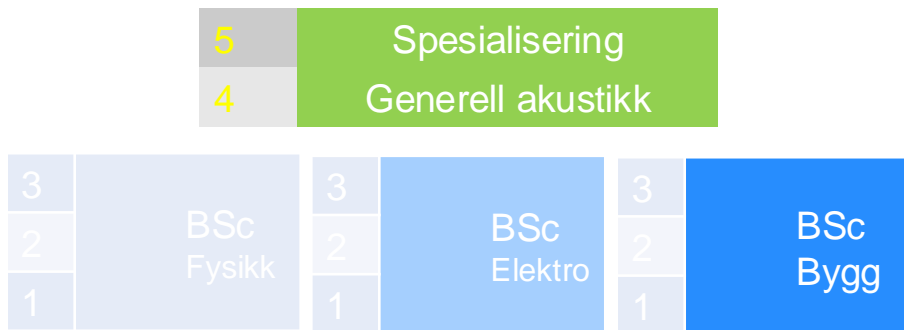 5 Spesialisering
4 Generell akustikk
3
2
1
BSc
Fysikk
3
2
1
BSc
Elektro
3
2
1
BSc
Bygg